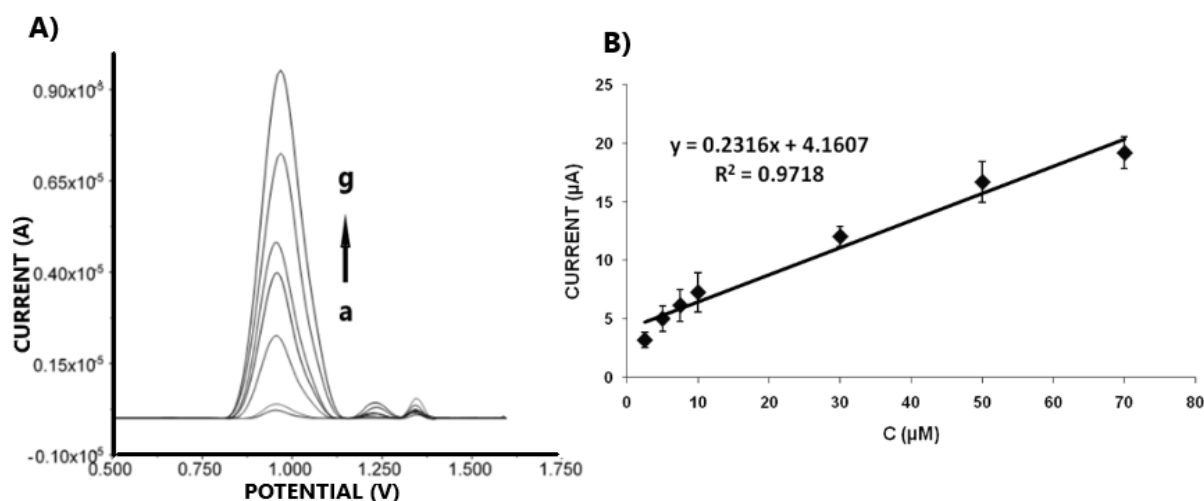 A)
0.90x10⁻⁵
0.65x10⁻⁵
0.40x10⁻⁵
0.15x10⁻⁵
-0.10x10⁻⁵
CURRENT (A)
g
a
0.500
0.750
1.000
1.250
1.500
1.750
POTENTIAL (V)
B)
25
20
15
10
5
0
CURRENT (µA)
y = 0.2316x + 4.1607
R² = 0.9718
0
10
20
30
40
50
60
70
80
C (µM)